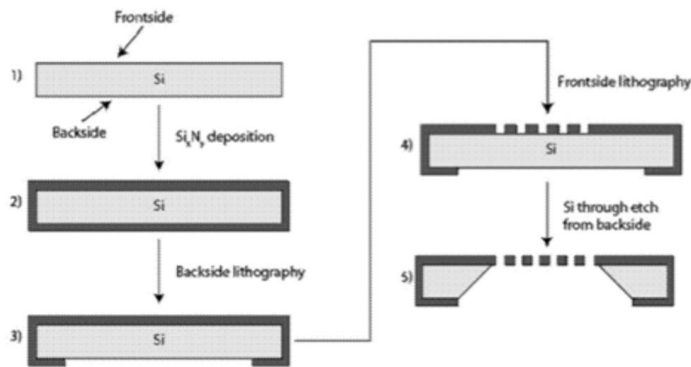 Frontside
1)
Si
Backside
SiₓNᵧ deposition
2)
Si
Backside lithography
3)
Si
Frontside lithography
4)
Si
Si through etch
from backside
5)